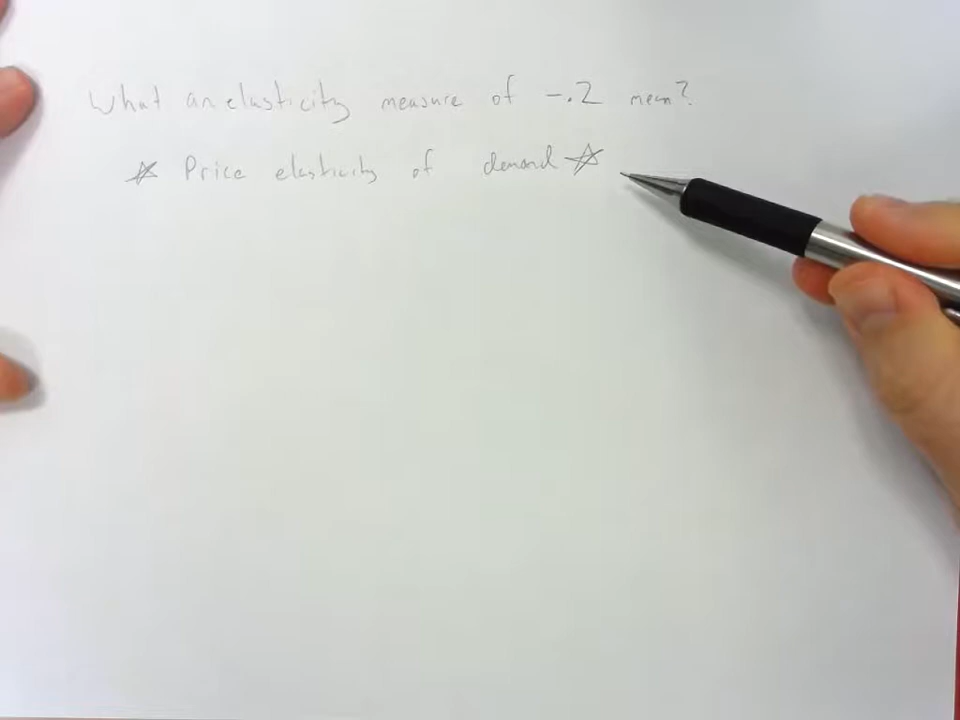 What an elasticity measure of -.2 mean?
☆ Price elasticity of demand ☆